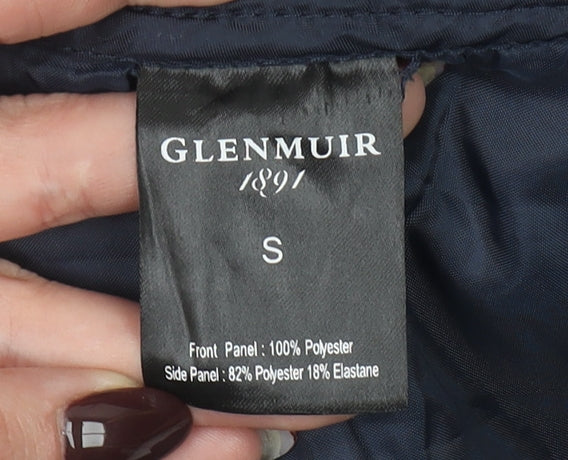 GLENMUIR
1891
S
Front Panel : 100% Polyester
Side Panel : 82% Polyester 18% Elastane